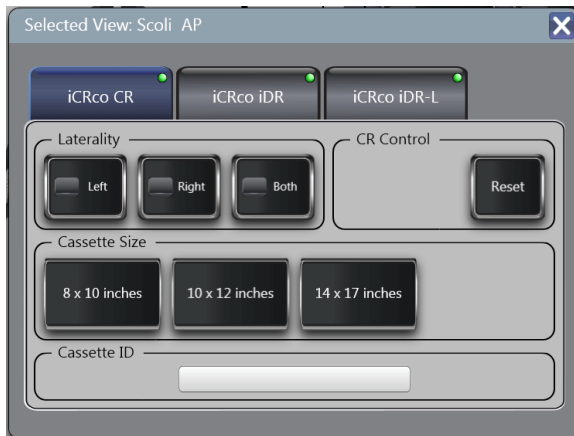 Selected View: Scoli AP
iCRco CR
iCRco iDR
iCRco iDR-L
Laterality
CR Control
Left
Right
Both
Reset
Cassette Size
8 x 10 inches
10 x 12 inches
14 x 17 inches
Cassette ID